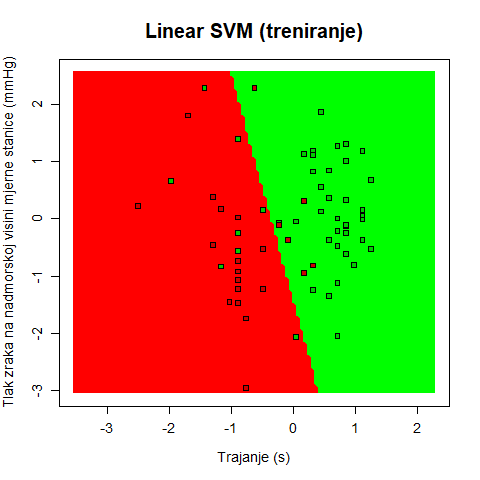 Linear SVM (treniranje)
Tlak zraka na nadmorskoj visini mjerne stanice (mmHg)
2
1
0
-1
-2
-3
-3 -2 -1 0 1 2
Trajanje (s)